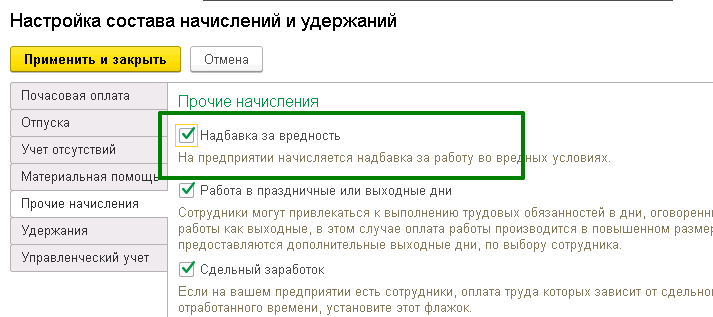 Настройка состава начислений и удержаний
Применить и закрыть
Отмена
Почасовая оплата
Отпуска
Учет отсутствий
Материальная помощь
Прочие начисления
Удержания
Управленческий учет
Прочие начисления
Надбавка за вредность
На предприятии начисляется надбавка за работу во вредных условиях.
Работа в праздничные или выходные дни
Сотрудники могут привлекаться к выполнению трудовых обязанностей в дни, оговоренн
работы как выходные, в этом случае оплата работы производится в повышенном размер
предоставляются дополнительные выходные дни, по выбору сотрудника.
Сдельный заработок
Если на вашем предприятии есть сотрудники, оплата труда которых зависит от сдельно
отработанного времени, установите этот флажок.